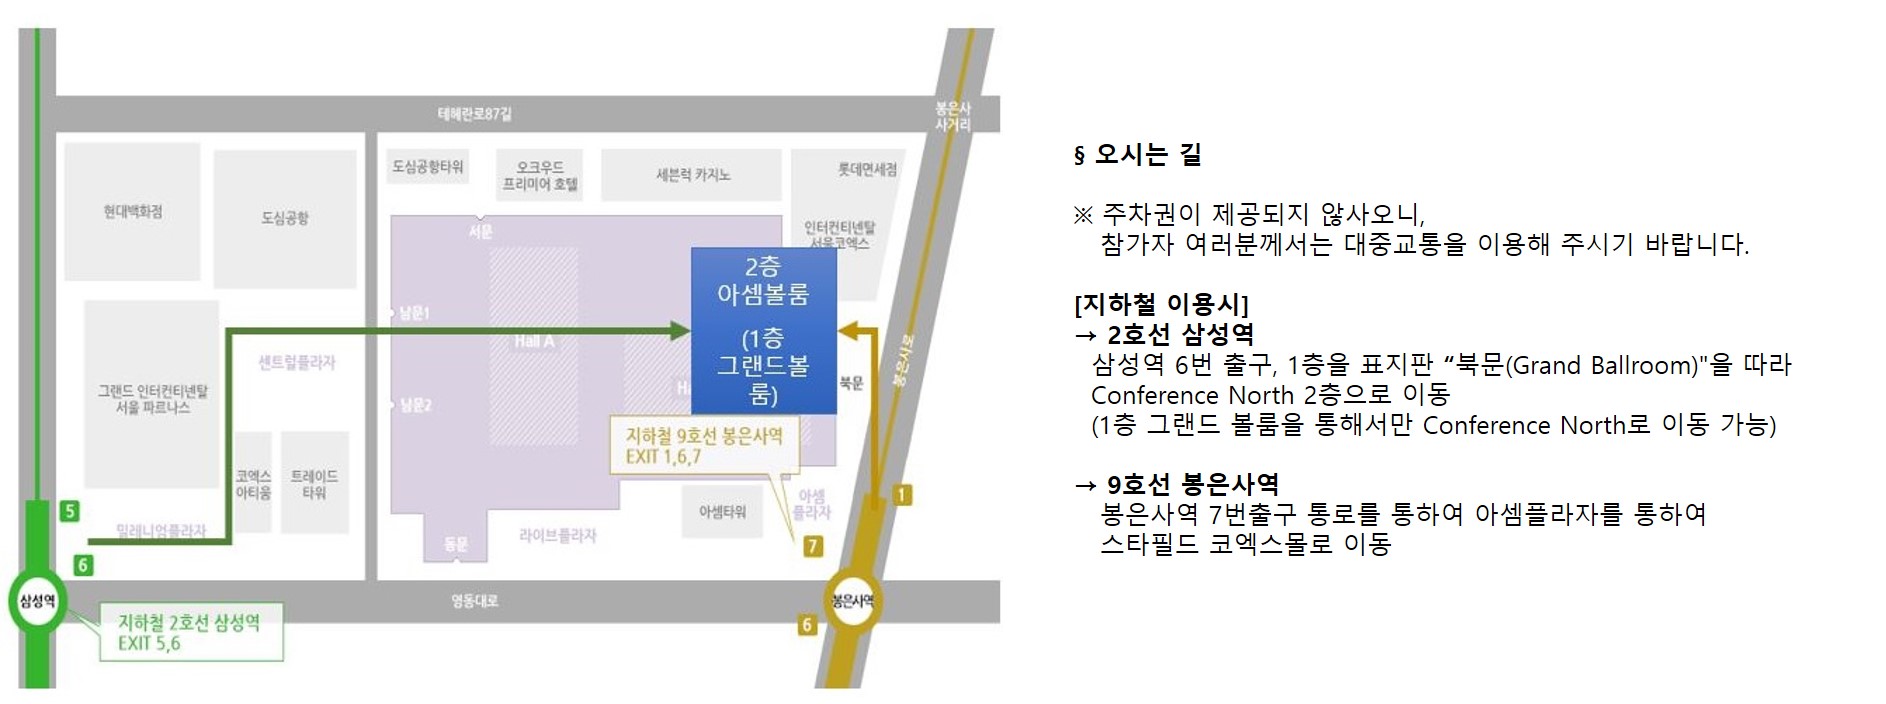 테헤란로87길
봉은사
사거리
현대백화점
도심공항
도심공항타워
오크우드
프리미어 호텔
세븐럭 카지노
롯데면세점
인터컨티넨탈
서울코엑스
서문
2층
아셈볼룸
(1층
그랜드볼
룸)
남문1
Hall A
센트럴플라자
그랜드 인터컨티넨탈
서울 파르나스
남문2
Ha
북문
봉은사로
지하철 9호선 봉은사역
EXIT 1,6,7
코엑스
아티움
트레이드
타워
5
밀레니엄플라자
6
동문
라이브플라자
아셈타워
아셈
플라자
1
7
삼성역
영동대로
봉은사역
6
지하철 2호선 삼성역
EXIT 5,6
§ 오시는 길
※ 주차권이 제공되지 않사오니,
참가자 여러분께서는 대중교통을 이용해 주시기 바랍니다.
[지하철 이용시]
→ 2호선 삼성역
삼성역 6번 출구, 1층을 표지판 “북문(Grand Ballroom)"을 따라
Conference North 2층으로 이동
(1층 그랜드 볼룸을 통해서만 Conference North로 이동 가능)
→ 9호선 봉은사역
봉은사역 7번출구 통로를 통하여 아셈플라자를 통하여
스타필드 코엑스몰로 이동